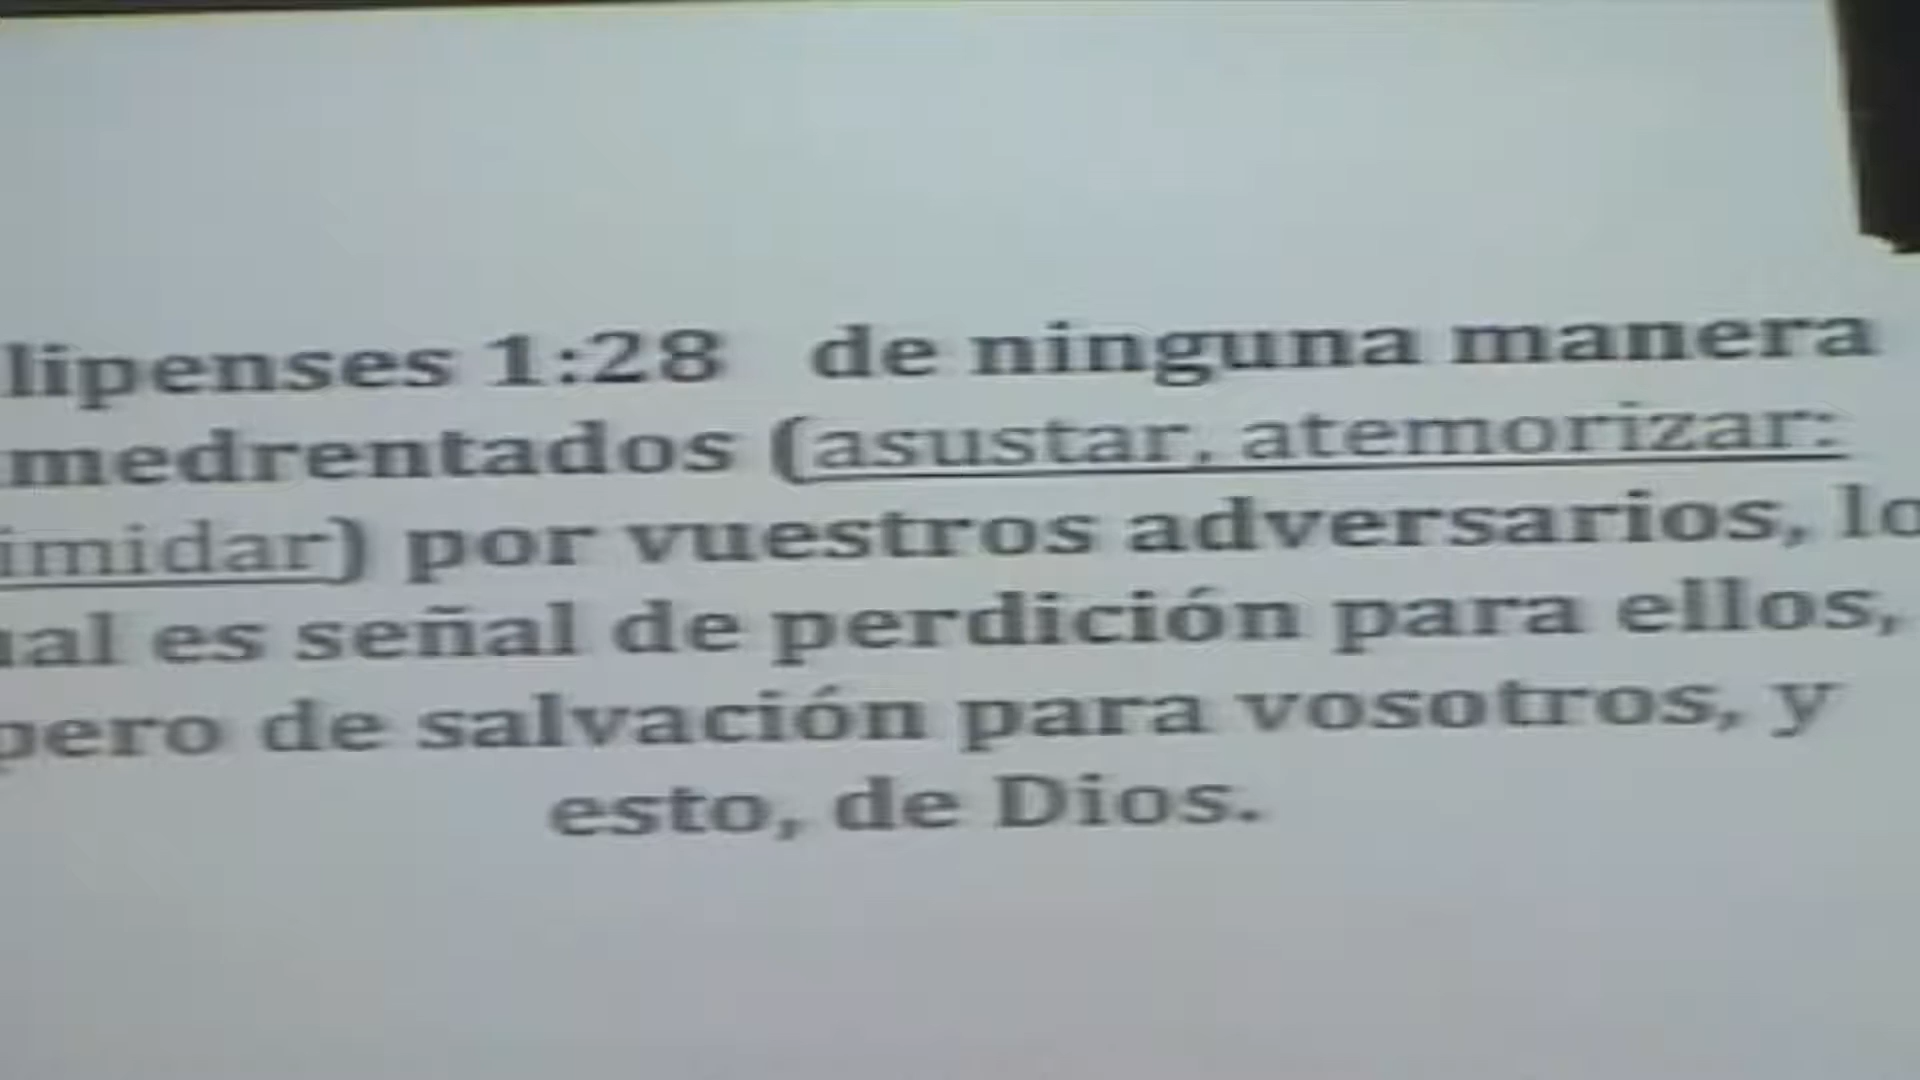 lipenses 1:28 de ninguna manera
medrentados (asustar, atemorizar:
imidar) por vuestros adversarios, lo
ual es señal de perdición para ellos,
pero de salvación para vosotros, y
esto, de Dios.